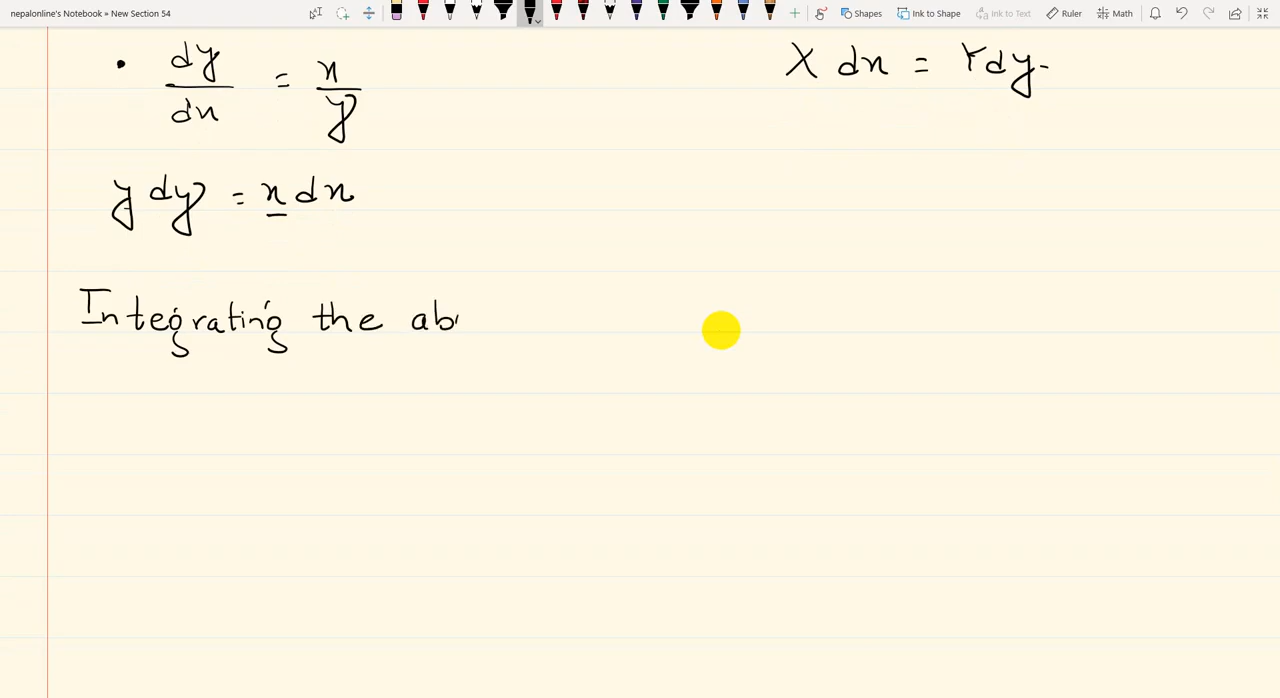 nepalonline's Notebook » New Section 54
Shapes
Ink to Shape
Ink to Text
Ruler
Math
• dy/dx = x/y
X dx = Y dy.
y dy = x dx
Integrating the ab